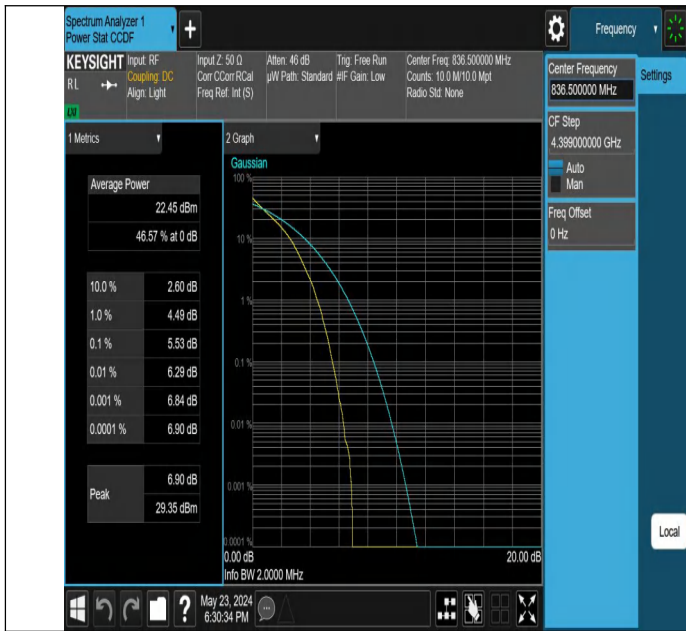 Spectrum Analyzer 1
Power Stat CCDF
+
Frequency
KEYSIGHT
RL
LXI
Input: RF
Coupling: DC
Align: Light
Input Z: 50 Ω
Corr CCorr RCal
Freq Ref: Int (S)
Atten: 46 dB
µW Path: Standard
Trig: Free Run
#IF Gain: Low
Center Freq: 836.500000 MHz
Counts: 10.0 M/10.0 Mpt
Radio Std: None
Center Frequency
836.500000 MHz
Settings
CF Step
4.399000000 GHz
Auto
Man
Freq Offset
0 Hz
1 Metrics
Average Power
22.45 dBm
46.57 % at 0 dB
10.0 % 2.60 dB
1.0 % 4.49 dB
0.1 % 5.53 dB
0.01 % 6.29 dB
0.001 % 6.84 dB
0.0001 % 6.90 dB
Peak
6.90 dB
29.35 dBm
2 Graph
Gaussian
100 %
10 %
1 %
0.1 %
0.01 %
0.001 %
0.0001 %
0.00 dB 20.00 dB
Info BW 2.0000 MHz
Local
?
May 23, 2024
6:30:34 PM